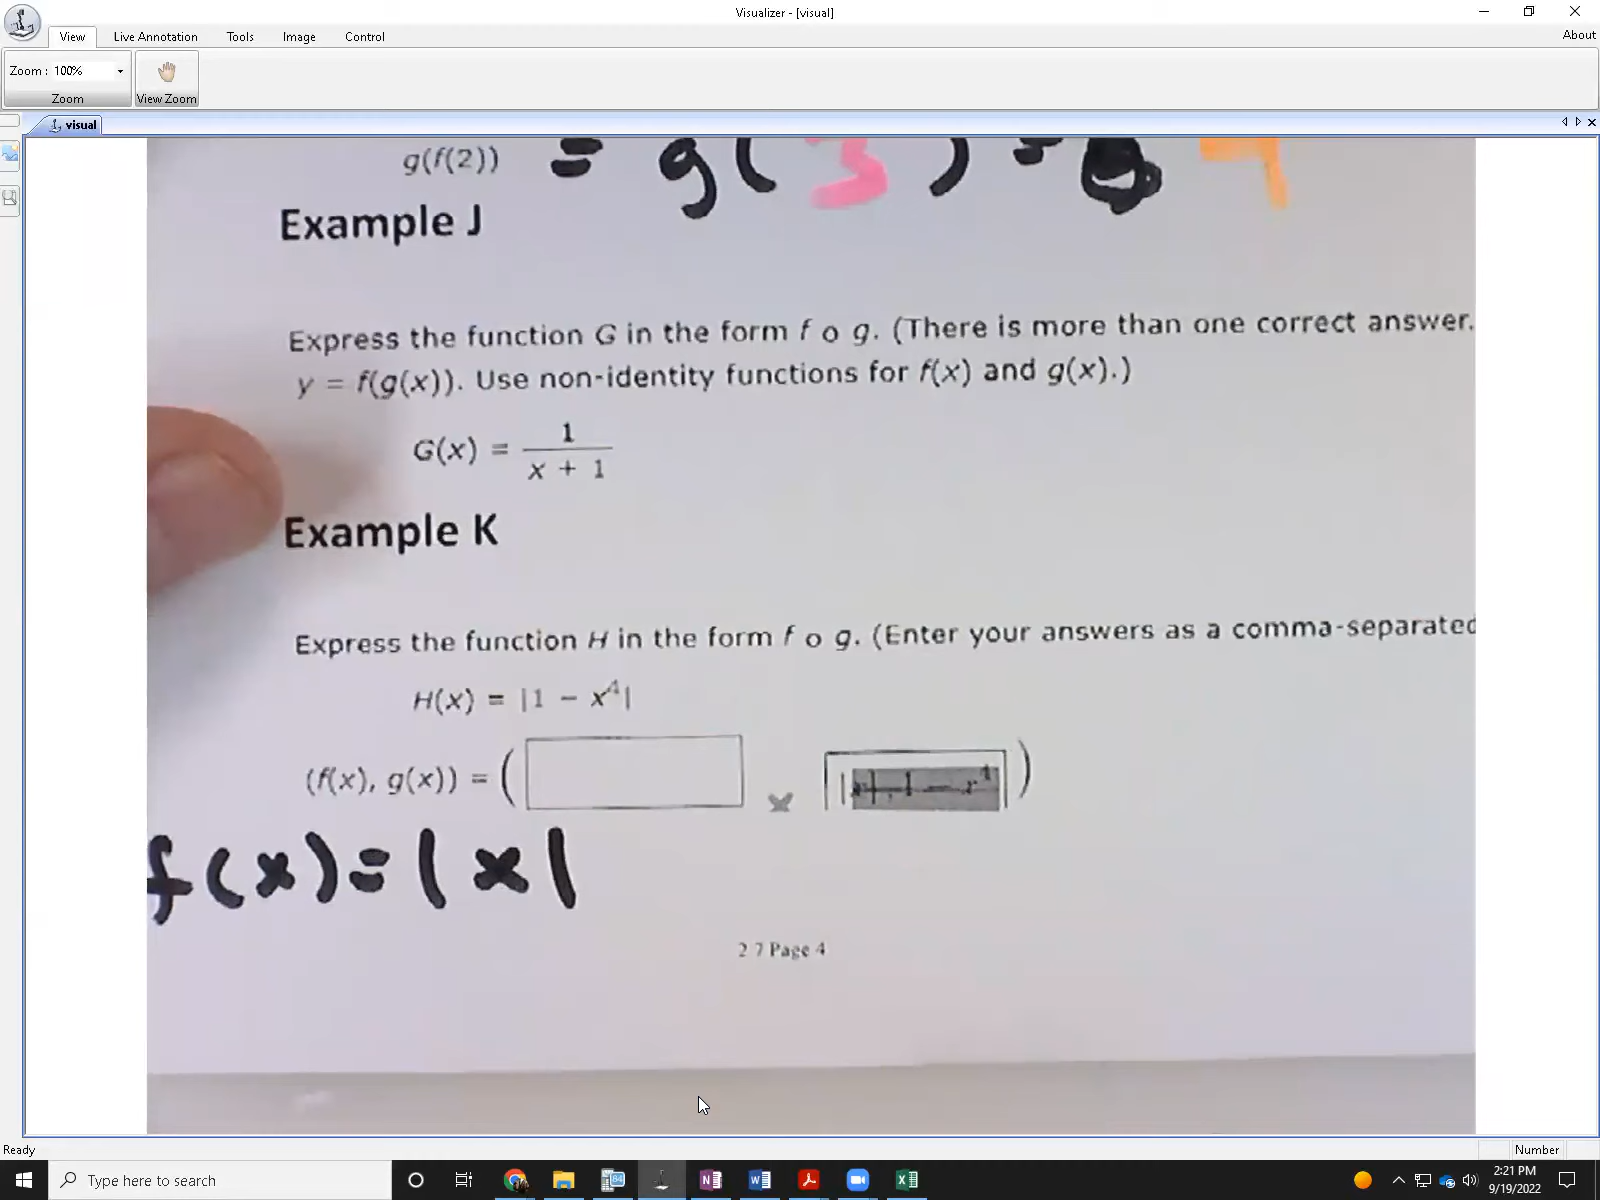 Visualizer - [visual]
View Live Annotation Tools Image Control About
Zoom : 100%
Zoom View Zoom
visual
g(f(2)) = g(3) =
Example J
Express the function G in the form f o g. (There is more than one correct answer.
y = f(g(x)). Use non-identity functions for f(x) and g(x).)
G(x) = 1
x + 1
Example K
Express the function H in the form f o g. (Enter your answers as a comma-separated
H(x) = |1 - x⁴|
(f(x), g(x)) = ( )
|x|, 1 - x⁴
f(x)=|x|
2 7 Page 4
Ready Number
Type here to search
2:21 PM
9/19/2022